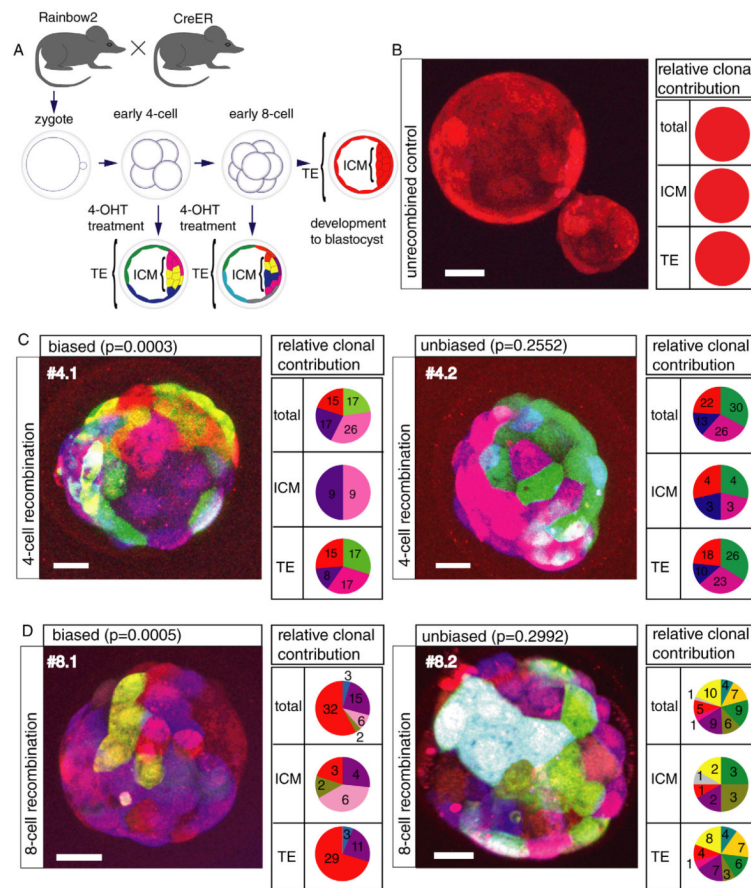 Rainbow2 CreER
A
zygote
early 4-cell
early 8-cell
4-OHT
treatment
4-OHT
treatment
TE
ICM
TE
ICM
TE
ICM
development
to blastocyst
B
unrecombined control
relative clonal
contribution
total
ICM
TE
C
biased (p=0.0003)
4-cell recombination
#4.1
relative clonal
contribution
total
15 17
17 26
ICM
9 9
TE
15 17
8 17
unbiased (p=0.2552)
4-cell recombination
#4.2
relative clonal
contribution
total
22 30
13 26
ICM
4 4
3 3
TE
18 26
10 23
D
biased (p=0.0005)
8-cell recombination
#8.1
relative clonal
contribution
total
3
32 15
6
2
ICM
3 4
2 6
TE
3
11
29
unbiased (p=0.2992)
8-cell recombination
#8.2
relative clonal
contribution
total
1 10 4 7
5 9
1 9 6
ICM
2 3
1
1 2 3
TE
8 4 7
4 6
1 7 3